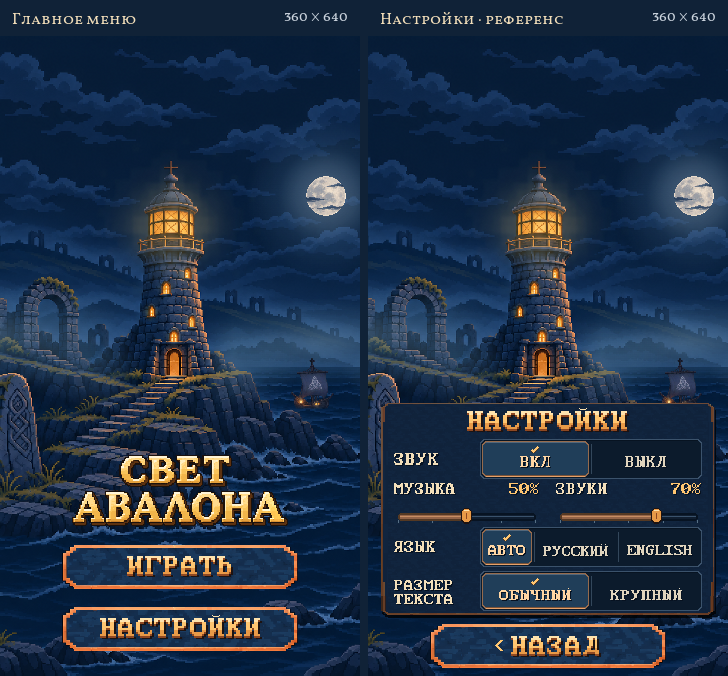 Главное меню
360 × 640
СВЕТ
АВАЛОНА
ИГРАТЬ
НАСТРОЙКИ
Настройки · референс
360 × 640
НАСТРОЙКИ
ЗВУК ВКЛ ВЫКЛ
МУЗЫКА 50% ЗВУКИ 70%
ЯЗЫК АВТО РУССКИЙ ENGLISH
РАЗМЕР
ТЕКСТА
ОБЫЧНЫЙ КРУПНЫЙ
‹ НАЗАД